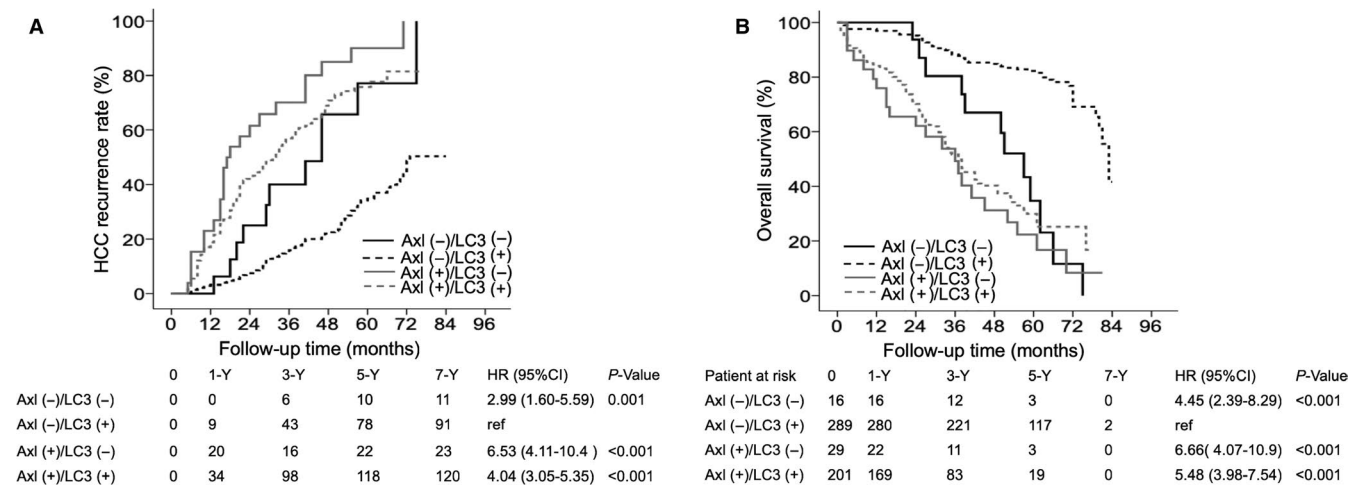 A
HCC recurrence rate (%)
100
80
60
40
20
0
Axl (–)/LC3 (–)
Axl (–)/LC3 (+)
Axl (+)/LC3 (–)
Axl (+)/LC3 (+)
0 12 24 36 48 60 72 84 96
Follow-up time (months)
0 1-Y 3-Y 5-Y 7-Y HR (95%CI) P-Value
Axl (–)/LC3 (–) 0 0 6 10 11 2.99 (1.60-5.59) 0.001
Axl (–)/LC3 (+) 0 9 43 78 91 ref
Axl (+)/LC3 (–) 0 20 16 22 23 6.53 (4.11-10.4 ) <0.001
Axl (+)/LC3 (+) 0 34 98 118 120 4.04 (3.05-5.35) <0.001
B
Overall survival (%)
100
80
60
40
20
0
Axl (–)/LC3 (–)
Axl (–)/LC3 (+)
Axl (+)/LC3 (–)
Axl (+)/LC3 (+)
0 12 24 36 48 60 72 84 96
Follow-up time (months)
Patient at risk 0 1-Y 3-Y 5-Y 7-Y HR (95%CI) P-Value
Axl (–)/LC3 (–) 16 16 12 3 0 4.45 (2.39-8.29) <0.001
Axl (–)/LC3 (+) 289 280 221 117 2 ref
Axl (+)/LC3 (–) 29 22 11 3 0 6.66( 4.07-10.9) <0.001
Axl (+)/LC3 (+) 201 169 83 19 0 5.48 (3.98-7.54) <0.001